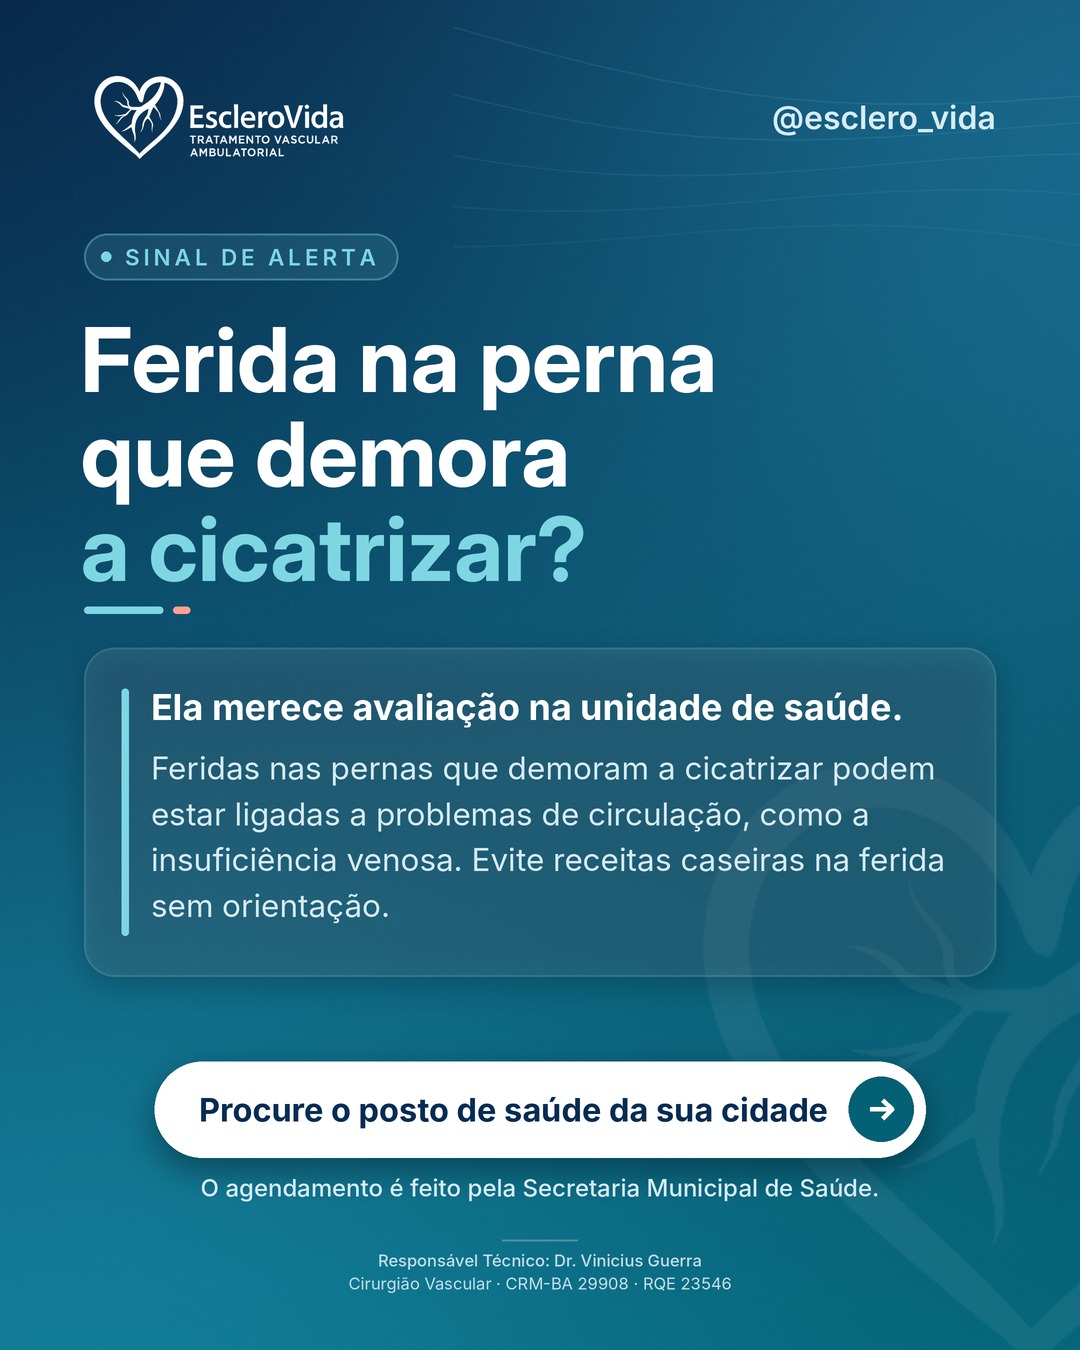 EscleroVida
TRATAMENTO VASCULAR
AMBULATORIAL
@esclero_vida
SINAL DE ALERTA
Ferida na perna
que demora
a cicatrizar?
Ela merece avaliação na unidade de saúde.
Feridas nas pernas que demoram a cicatrizar podem
estar ligadas a problemas de circulação, como a
insuficiência venosa. Evite receitas caseiras na ferida
sem orientação.
Procure o posto de saúde da sua cidade
O agendamento é feito pela Secretaria Municipal de Saúde.
Responsável Técnico: Dr. Vinicius Guerra
Cirurgião Vascular · CRM-BA 29908 · RQE 23546